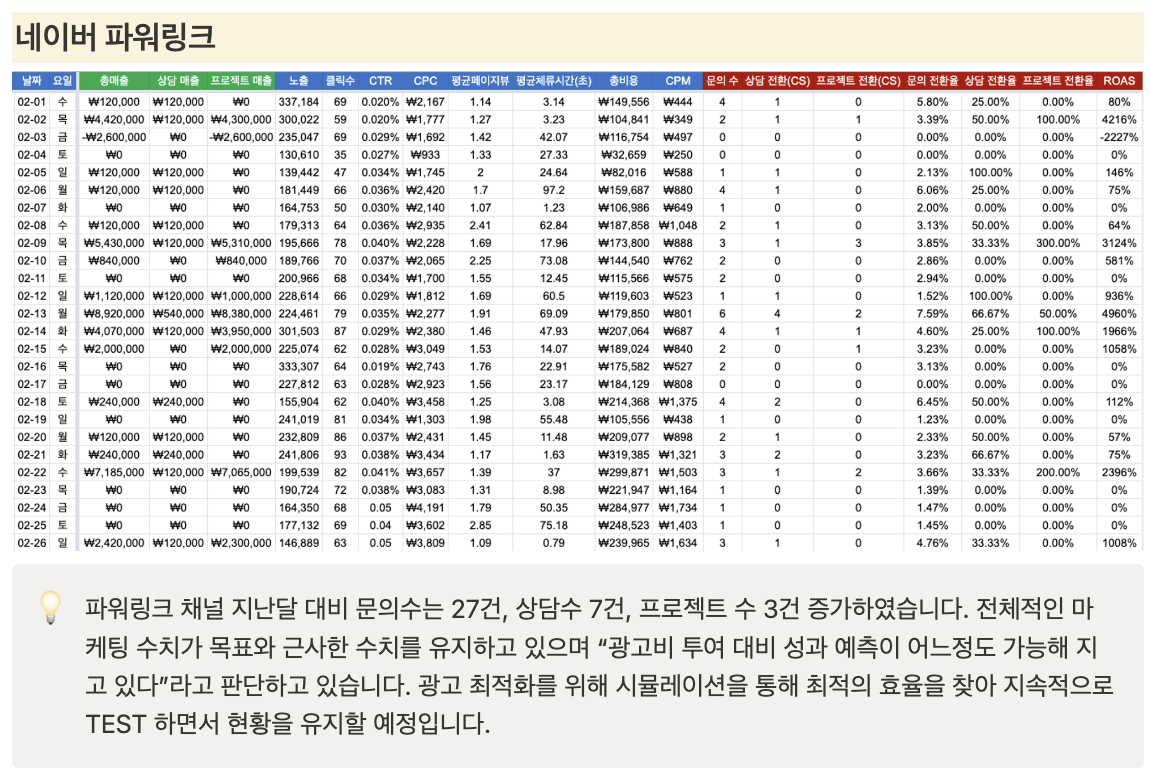 네이버 파워링크
날짜 요일 총매출 상담 매출 프로젝트 매출 노출 클릭수 CTR CPC 평균페이지뷰 평균체류시간(초) 총비용 CPM 문의 수 상담 전환(CS) 프로젝트 전환(CS) 문의 전환율 상담 전환율 프로젝트 전환율 ROAS
02-01 수 ₩120,000 ₩120,000 ₩0 337,184 69 0.020% ₩2,167 1.14 3.14 ₩149,556 ₩444 4 1 0 5.80% 25.00% 0.00% 80%
02-02 목 ₩4,420,000 ₩120,000 ₩4,300,000 300,022 59 0.020% ₩1,777 1.27 3.23 ₩104,841 ₩349 2 1 1 3.39% 50.00% 100.00% 4216%
02-03 금 -₩2,600,000 ₩0 -₩2,600,000 235,047 69 0.029% ₩1,692 1.42 42.07 ₩116,754 ₩497 0 0 0 0.00% 0.00% 0.00% -2227%
02-04 토 ₩0 ₩0 ₩0 130,610 35 0.027% ₩933 1.33 27.33 ₩32,659 ₩250 0 0 0 0.00% 0.00% 0.00% 0%
02-05 일 ₩120,000 ₩120,000 ₩0 139,442 47 0.034% ₩1,745 2 24.64 ₩82,016 ₩588 1 1 0 2.13% 100.00% 0.00% 146%
02-06 월 ₩120,000 ₩120,000 ₩0 181,449 66 0.036% ₩2,420 1.7 97.2 ₩159,687 ₩880 4 1 0 6.06% 25.00% 0.00% 75%
02-07 화 ₩0 ₩0 ₩0 164,753 50 0.030% ₩2,140 1.07 1.23 ₩106,986 ₩649 1 0 0 2.00% 0.00% 0.00% 0%
02-08 수 ₩120,000 ₩120,000 ₩0 179,313 64 0.036% ₩2,935 2.41 62.84 ₩187,858 ₩1,048 2 1 0 3.13% 50.00% 0.00% 64%
02-09 목 ₩5,430,000 ₩120,000 ₩5,310,000 195,666 78 0.040% ₩2,228 1.69 17.96 ₩173,800 ₩888 3 1 3 3.85% 33.33% 300.00% 3124%
02-10 금 ₩840,000 ₩0 ₩840,000 189,766 70 0.037% ₩2,065 2.25 73.08 ₩144,540 ₩762 2 0 0 2.86% 0.00% 0.00% 581%
02-11 토 ₩0 ₩0 ₩0 200,966 68 0.034% ₩1,700 1.55 12.45 ₩115,566 ₩575 2 0 0 2.94% 0.00% 0.00% 0%
02-12 일 ₩1,120,000 ₩120,000 ₩1,000,000 228,614 66 0.029% ₩1,812 1.69 60.5 ₩119,603 ₩523 1 1 0 1.52% 100.00% 0.00% 936%
02-13 월 ₩8,920,000 ₩540,000 ₩8,380,000 224,461 79 0.035% ₩2,277 1.91 69.09 ₩179,850 ₩801 6 4 2 7.59% 66.67% 50.00% 4960%
02-14 화 ₩4,070,000 ₩120,000 ₩3,950,000 301,503 87 0.029% ₩2,380 1.46 47.93 ₩207,064 ₩687 4 1 1 4.60% 25.00% 100.00% 1966%
02-15 수 ₩2,000,000 ₩0 ₩2,000,000 225,074 62 0.028% ₩3,049 1.53 14.07 ₩189,024 ₩840 2 0 1 3.23% 0.00% 0.00% 1058%
02-16 목 ₩0 ₩0 ₩0 333,307 64 0.019% ₩2,743 1.76 22.91 ₩175,582 ₩527 2 0 0 3.13% 0.00% 0.00% 0%
02-17 금 ₩0 ₩0 ₩0 227,812 63 0.028% ₩2,923 1.56 23.17 ₩184,129 ₩808 0 0 0 0.00% 0.00% 0.00% 0%
02-18 토 ₩240,000 ₩240,000 ₩0 155,904 62 0.040% ₩3,458 1.25 3.08 ₩214,368 ₩1,375 4 2 0 6.45% 50.00% 0.00% 112%
02-19 일 ₩0 ₩0 ₩0 241,019 81 0.034% ₩1,303 1.98 55.48 ₩105,556 ₩438 1 0 0 1.23% 0.00% 0.00% 0%
02-20 월 ₩120,000 ₩120,000 ₩0 232,809 86 0.037% ₩2,431 1.45 11.48 ₩209,077 ₩898 2 1 0 2.33% 50.00% 0.00% 57%
02-21 화 ₩240,000 ₩240,000 ₩0 241,806 93 0.038% ₩3,434 1.17 1.63 ₩319,385 ₩1,321 3 2 0 3.23% 66.67% 0.00% 75%
02-22 수 ₩7,185,000 ₩120,000 ₩7,065,000 199,539 82 0.041% ₩3,657 1.39 37 ₩299,871 ₩1,503 3 1 2 3.66% 33.33% 200.00% 2396%
02-23 목 ₩0 ₩0 ₩0 190,724 72 0.038% ₩3,083 1.31 8.98 ₩221,947 ₩1,164 1 0 0 1.39% 0.00% 0.00% 0%
02-24 금 ₩0 ₩0 ₩0 164,350 68 0.05 ₩4,191 1.79 50.35 ₩284,977 ₩1,734 1 0 0 1.47% 0.00% 0.00% 0%
02-25 토 ₩0 ₩0 ₩0 177,132 69 0.04 ₩3,602 2.85 75.18 ₩248,523 ₩1,403 1 0 0 1.45% 0.00% 0.00% 0%
02-26 일 ₩2,420,000 ₩120,000 ₩2,300,000 146,889 63 0.05 ₩3,809 1.09 0.79 ₩239,965 ₩1,634 3 1 0 4.76% 33.33% 0.00% 1008%
파워링크 채널 지난달 대비 문의수는 27건, 상담수 7건, 프로젝트 수 3건 증가하였습니다. 전체적인 마
케팅 수치가 목표와 근사한 수치를 유지하고 있으며 “광고비 투여 대비 성과 예측이 어느정도 가능해 지
고 있다”라고 판단하고 있습니다. 광고 최적화를 위해 시뮬레이션을 통해 최적의 효율을 찾아 지속적으로
TEST 하면서 현황을 유지할 예정입니다.